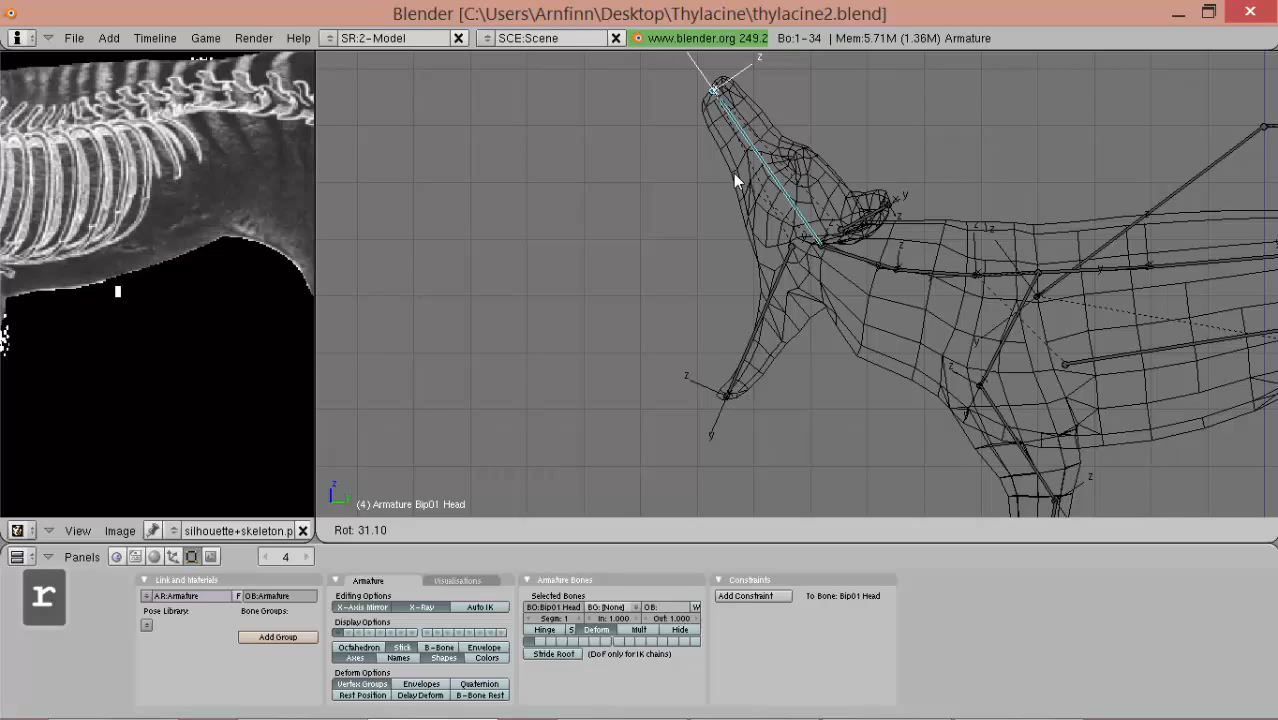 Blender [C:\Users\Arnfinn\Desktop\Thylacine\thylacine2.blend]
File Add Timeline Game Render Help SR:2-Model SCE:Scene www.blender.org 249.2 Bo:1-34 | Mem:5.71M (1.36M) Armature
z
y
z
z
z
z
y
y
z
y
z
z
y
(4) Armature Bip01 Head
View Image silhouette+skeleton.p Rot: 31.10
Panels 4
r
Link and Materials Armature Visualisations Armature Bones Constraints
AR:Armature F OB:Armature Editing Options Selected Bones Add Constraint To Bone: Bip01 Head
Pose Library: Bone Groups: X-Axis Mirror X-Ray Auto IK BO:Bip01 Head BG: [None] OB: W
Display Options Segm: 1 In: 1.000 Out: 1.000
Add Group Hinge S Deform Mult Hide
Octahedron Stick B-Bone Envelope
Axes Names Shapes Colors Stride Root (DoF only for IK chains)
Deform Options
Vertex Groups Envelopes Quaternion
Rest Position Delay Deform B-Bone Rest